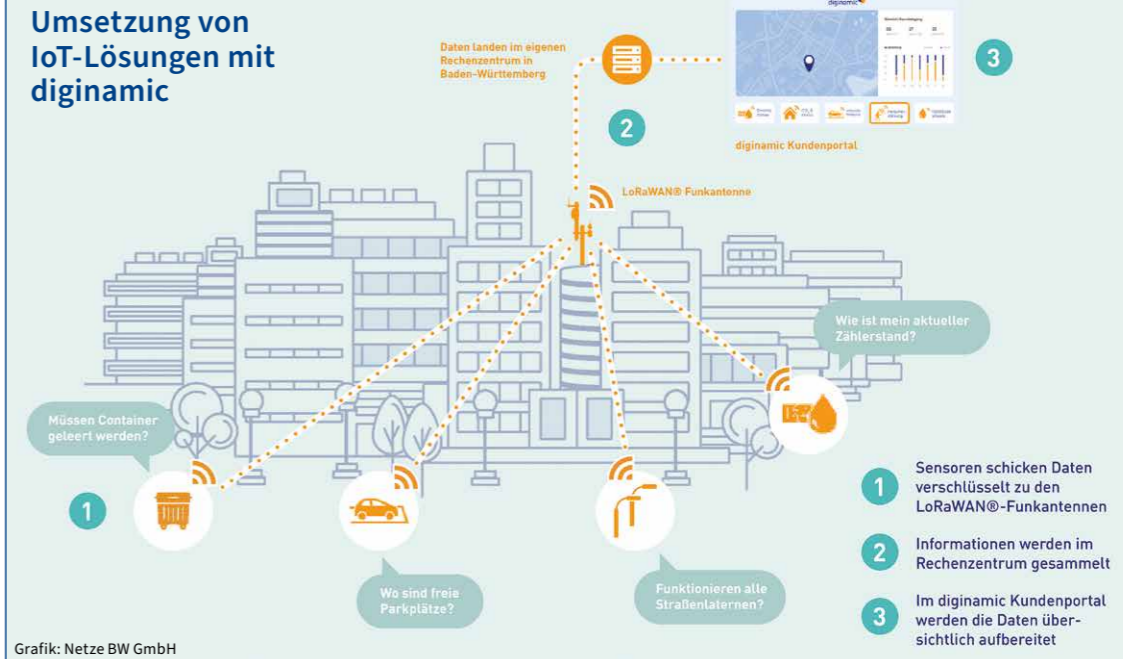 Umsetzung von
IoT-Lösungen mit
diginamic
Daten landen im eigenen
Rechenzentrum in
Baden-Württemberg
diginamic
3
2
diginamic Kundenportal
LoRaWAN® Funkantenne
Wie ist mein aktueller
Zählerstand?
Müssen Container
geleert werden?
1
Wo sind freie
Parkplätze?
Funktionieren alle
Straßenlaternen?
1
Sensoren schicken Daten
verschlüsselt zu den
LoRaWAN®-Funkantennen
2
Informationen werden im
Rechenzentrum gesammelt
3
Im diginamic Kundenportal
werden die Daten über-
sichtlich aufbereitet
Grafik: Netze BW GmbH